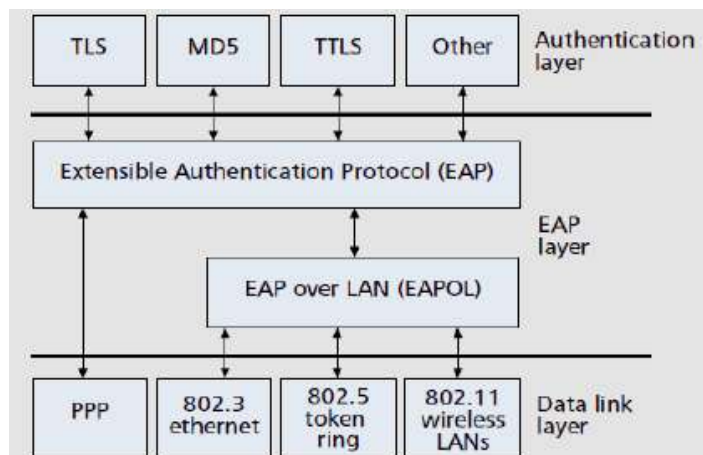 TLS
MD5
TTLS
Other
Authentication
layer
Extensible Authentication Protocol (EAP)
EAP
layer
EAP over LAN (EAPOL)
PPP
802.3
ethernet
802.5
token
ring
802.11
wireless
LANs
Data link
layer